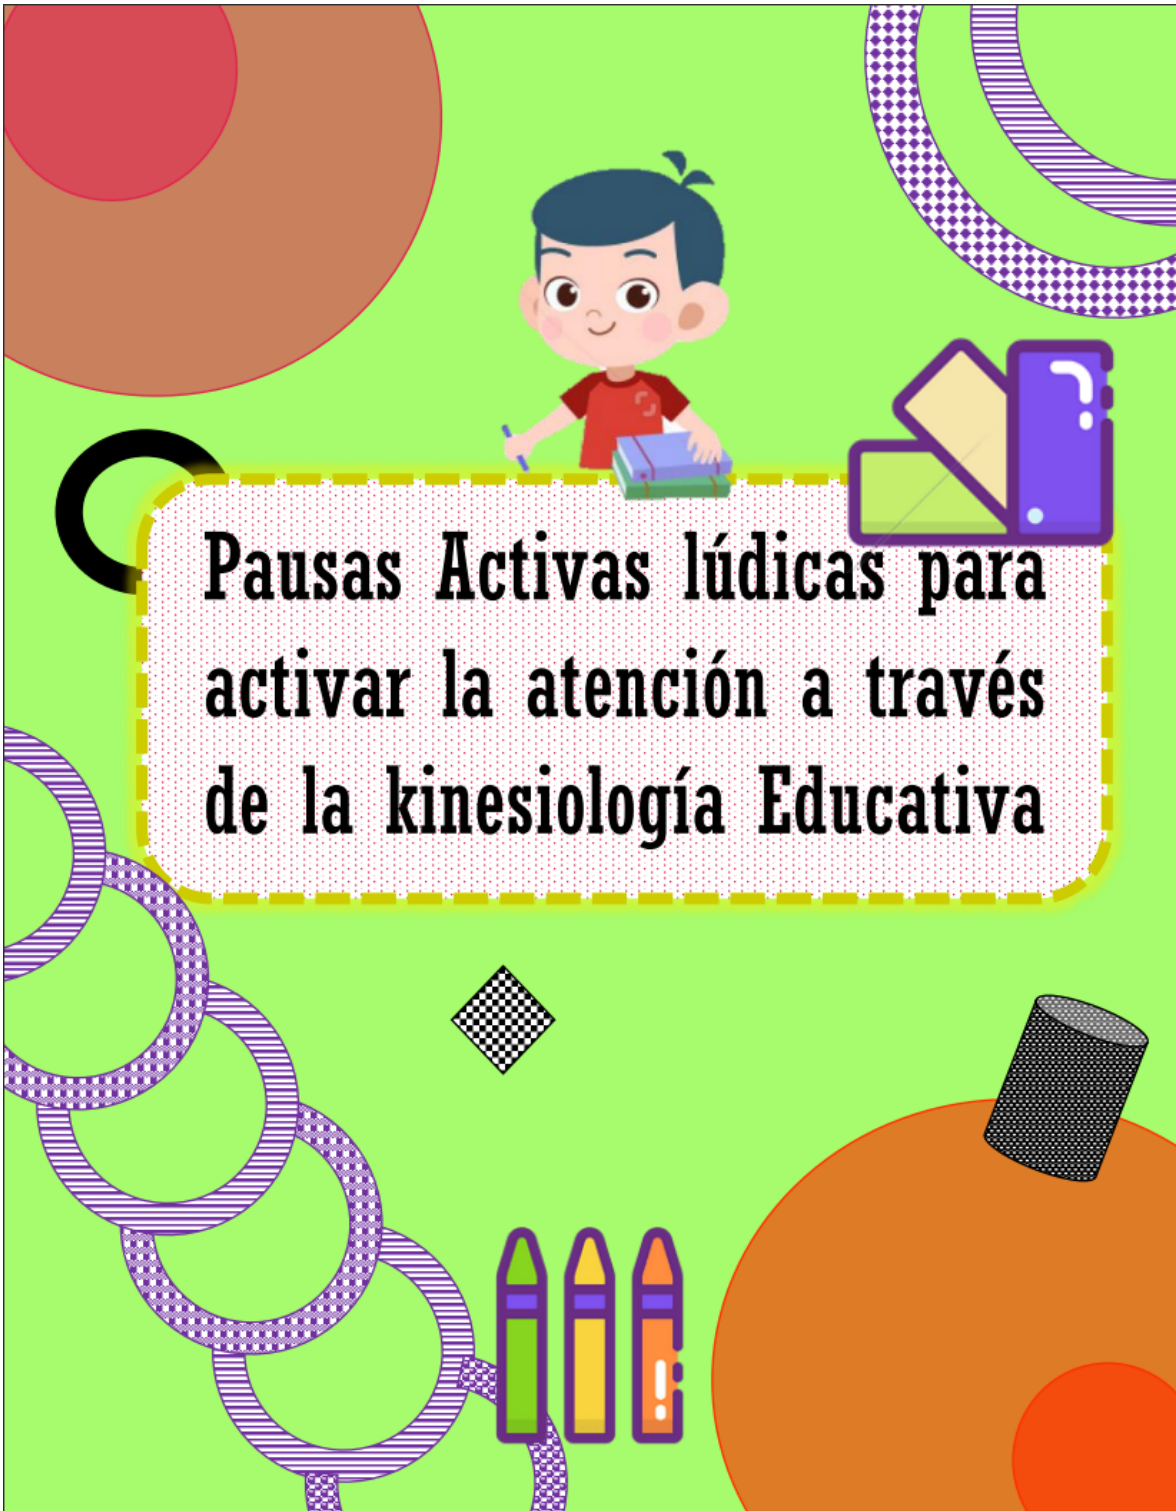 Pausas Activas lúdicas para
activar la atención a través
de la kinesiología Educativa